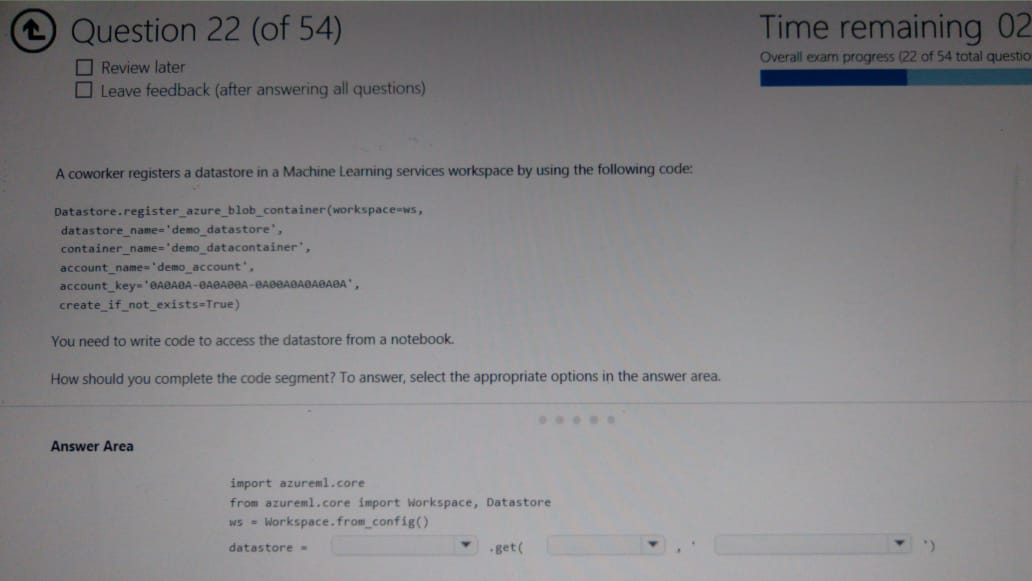 Question 22 (of 54)
Time remaining 02
Review later
Overall exam progress (22 of 54 total questio
Leave feedback (after answering all questions)
A coworker registers a datastore in a Machine Learning services workspace by using the following code:
Datastore.register_azure_blob_container(workspace=ws,
datastore_name='demo_datastore',
container_name='demo_datacontainer',
account_name='demo_account',
account_key='0A0A0A-0A0A00A-0A00A0A0A0A0A',
create_if_not_exists=True)
You need to write code to access the datastore from a notebook.
How should you complete the code segment? To answer, select the appropriate options in the answer area.
Answer Area
import azureml.core
from azureml.core import Workspace, Datastore
ws = Workspace.from_config()
datastore = .get( , ' ')